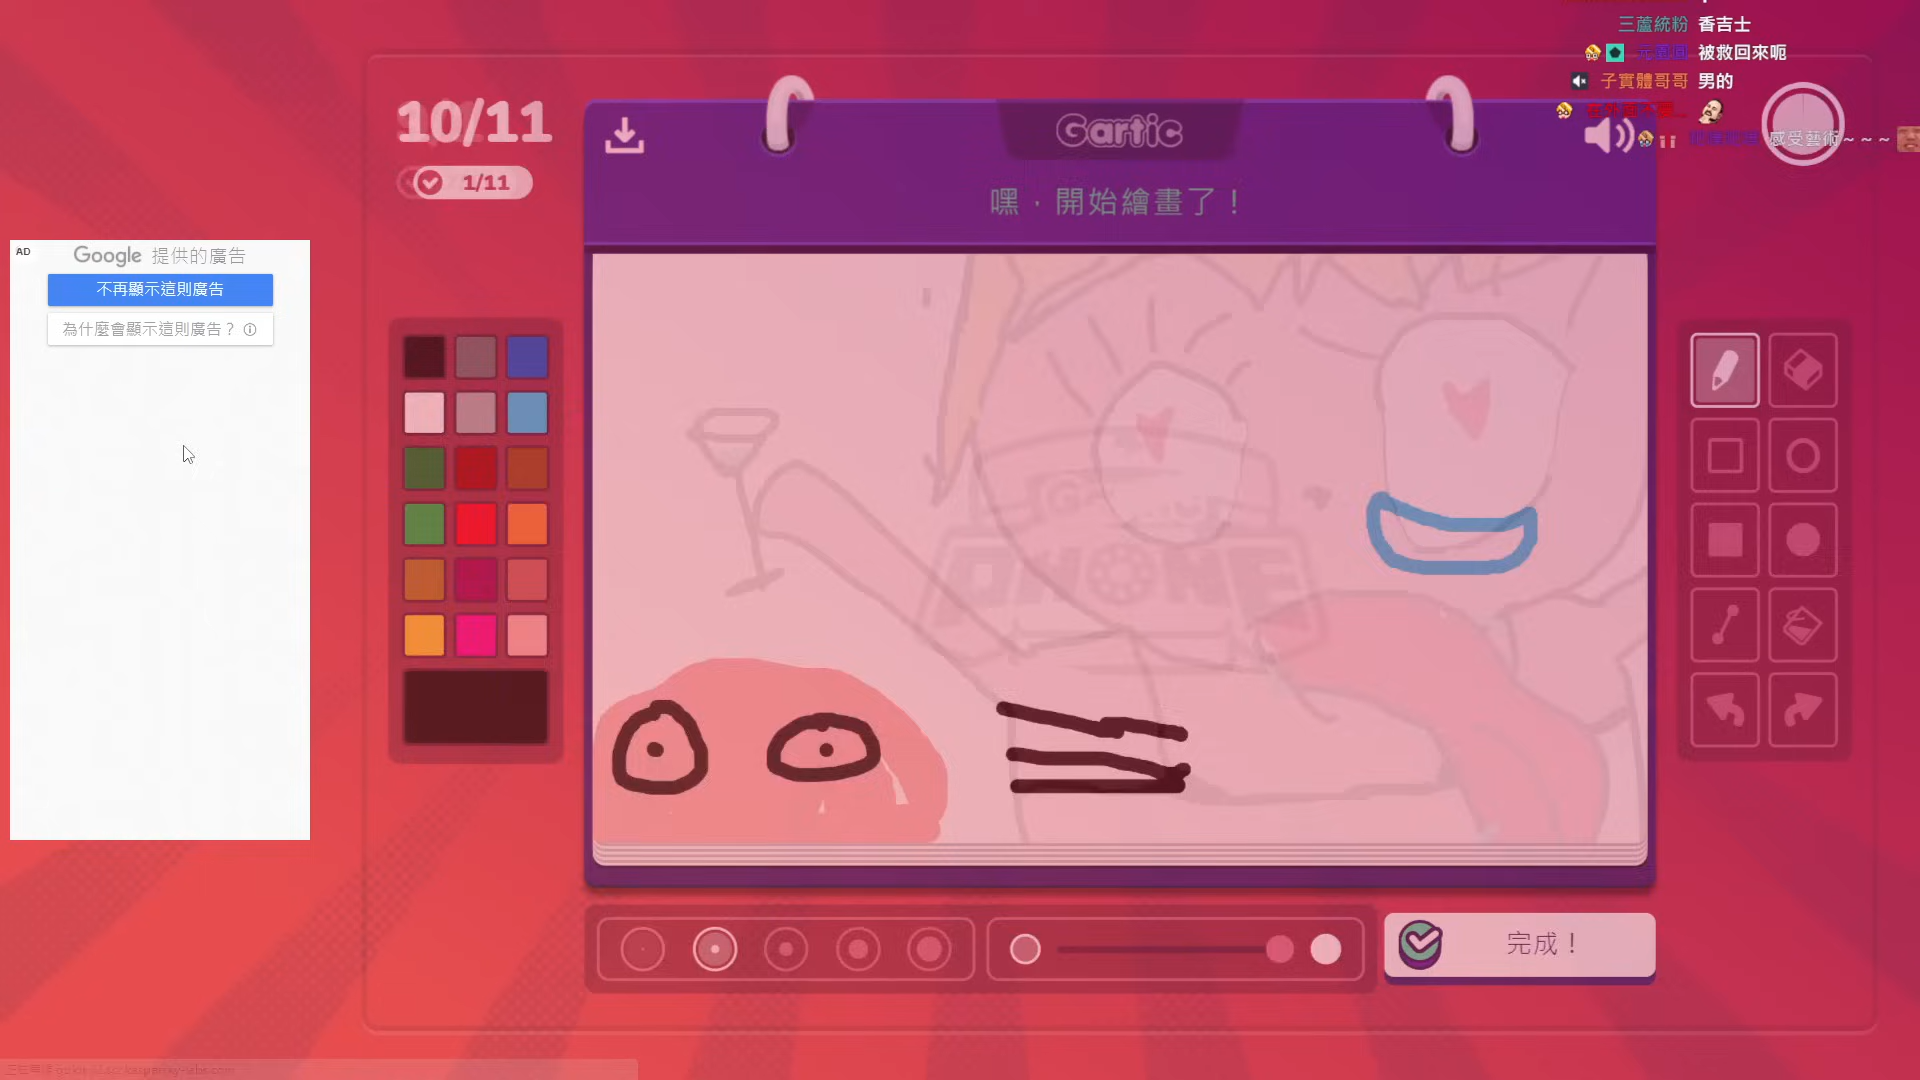 三蘆統粉 香吉士
被救回來呃
子實體哥哥 男的
感受藝術~~~
10/11
1/11
Gartic
嘿，開始繪畫了！
AD
Google 提供的廣告
不再顯示這則廣告
為什麼會顯示這則廣告？
PHONE
完成！